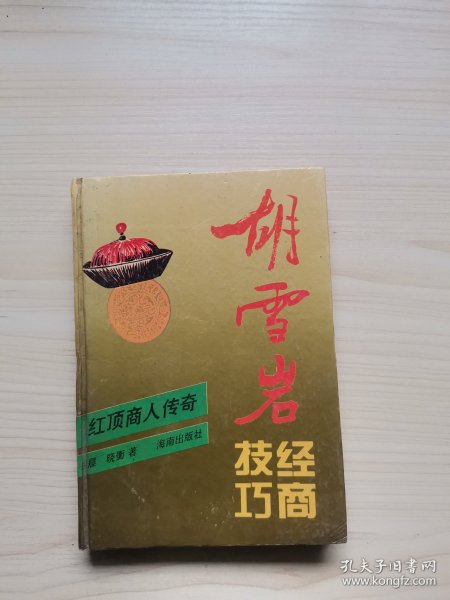 胡雪岩
经商
技巧
红顶商人传奇
晓衡 著 海南出版社
孔夫子旧书网
www.kongfz.com